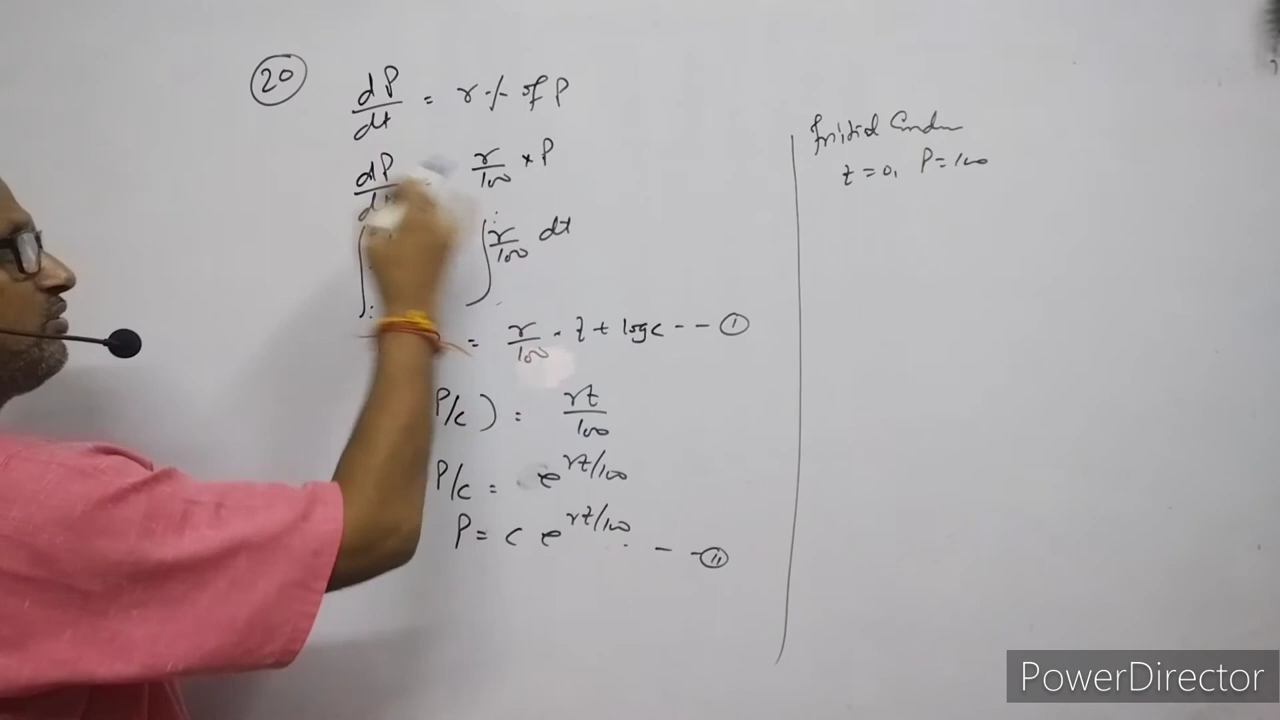 20
dP/dt = r % of P
dP/dt = r/100 × P
∫ ∫ r/100 dt
= r/100 · t + log c -- ①
P/c) = rt/100
P/c = e^{rt/100}
P = c e^{rt/100} -- ⑪
Initial Condn
t = 0, P = 100
PowerDirector